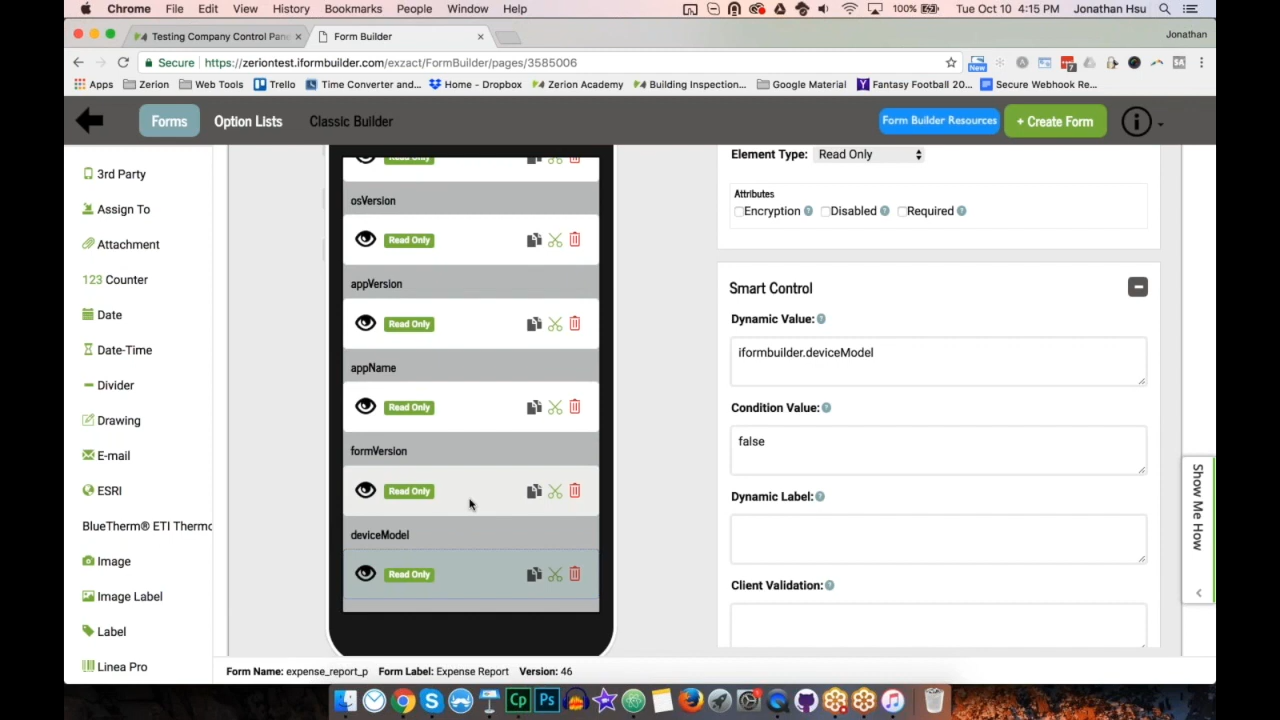 Chrome File Edit View History Bookmarks People Window Help 100% Tue Oct 10 4:15 PM Jonathan Hsu
Testing Company Control Pane × Form Builder × Jonathan
Secure https://zeriontest.iformbuilder.com/exzact/FormBuilder/pages/3585006
Apps Zerion Web Tools Trello Time Converter and... Home - Dropbox Zerion Academy Building Inspection... Google Material Fantasy Football 20... Secure Webhook Re...
Forms Option Lists Classic Builder Form Builder Resources + Create Form
3rd Party
Assign To
Attachment
123 Counter
Date
Date-Time
Divider
Drawing
E-mail
ESRI
BlueTherm® ETI Thermo
Image
Image Label
Label
Linea Pro
Read Only
osVersion
Read Only
appVersion
Read Only
appName
Read Only
formVersion
Read Only
deviceModel
Read Only
Element Type: Read Only
Attributes
Encryption ? Disabled ? Required ?
Smart Control
Dynamic Value: ?
iformbuilder.deviceModel
Condition Value: ?
false
Dynamic Label: ?
Client Validation: ?
Show Me How
Form Name: expense_report_p Form Label: Expense Report Version: 46
Cp Ps